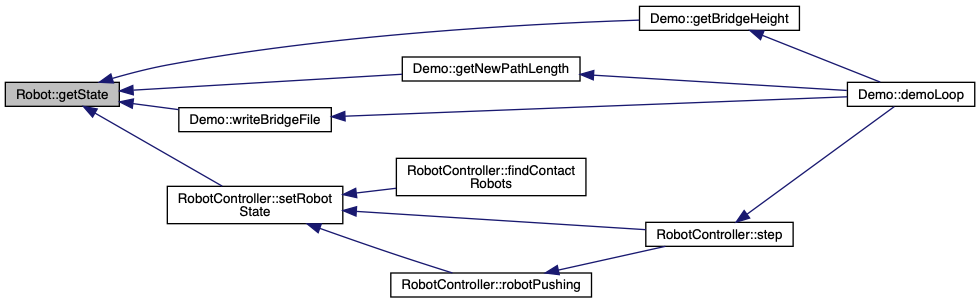 Demo::getBridgeHeight
Demo::getNewPathLength
Robot::getState
Demo::demoLoop
Demo::writeBridgeFile
RobotController::findContact
Robots
RobotController::setRobot
State
RobotController::step
RobotController::robotPushing